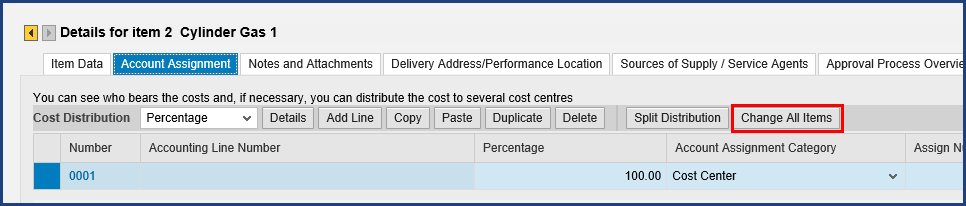 Details for item 2 Cylinder Gas 1
Item Data Account Assignment Notes and Attachments Delivery Address/Performance Location Sources of Supply / Service Agents Approval Process Overvie
You can see who bears the costs and, if necessary, you can distribute the cost to several cost centres
Cost Distribution Percentage Details Add Line Copy Paste Duplicate Delete Split Distribution Change All Items
Number Accounting Line Number Percentage Account Assignment Category Assign Nu
0001 100.00 Cost Center